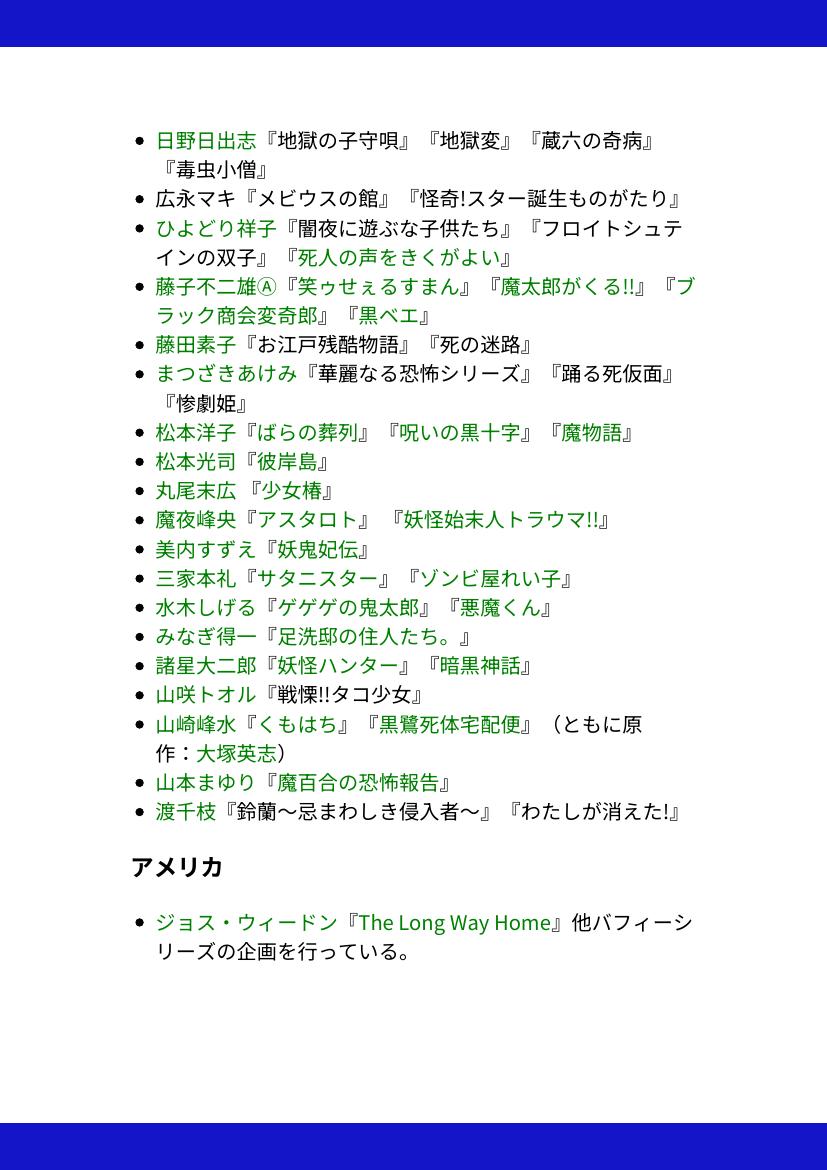 日野日出志『地獄の子守唄』『地獄変』『蔵六の奇病』
『毒虫小僧』
広永マキ『メビウスの館』『怪奇!スター誕生ものがたり』
ひよどり祥子『闇夜に遊ぶな子供たち』『フロイトシュテ
インの双子』『死人の声をきくがよい』
藤子不二雄Ⓐ『笑ゥせぇるすまん』『魔太郎がくる!!』『ブ
ラック商会変奇郎』『黒ベエ』
藤田素子『お江戸残酷物語』『死の迷路』
まつざきあけみ『華麗なる恐怖シリーズ』『踊る死仮面』
『惨劇姫』
松本洋子『ばらの葬列』『呪いの黒十字』『魔物語』
松本光司『彼岸島』
丸尾末広 『少女椿』
魔夜峰央『アスタロト』 『妖怪始末人トラウマ!!』
美内すずえ『妖鬼妃伝』
三家本礼『サタニスター』『ゾンビ屋れい子』
水木しげる『ゲゲゲの鬼太郎』『悪魔くん』
みなぎ得一『足洗邸の住人たち。』
諸星大二郎『妖怪ハンター』『暗黒神話』
山咲トオル『戦慄!!タコ少女』
山崎峰水『くもはち』『黒鷺死体宅配便』（ともに原
作：大塚英志）
山本まゆり『魔百合の恐怖報告』
渡千枝『鈴蘭〜忌まわしき侵入者〜』『わたしが消えた!』
アメリカ
ジョス・ウィードン『The Long Way Home』他バフィーシ
リーズの企画を行っている。